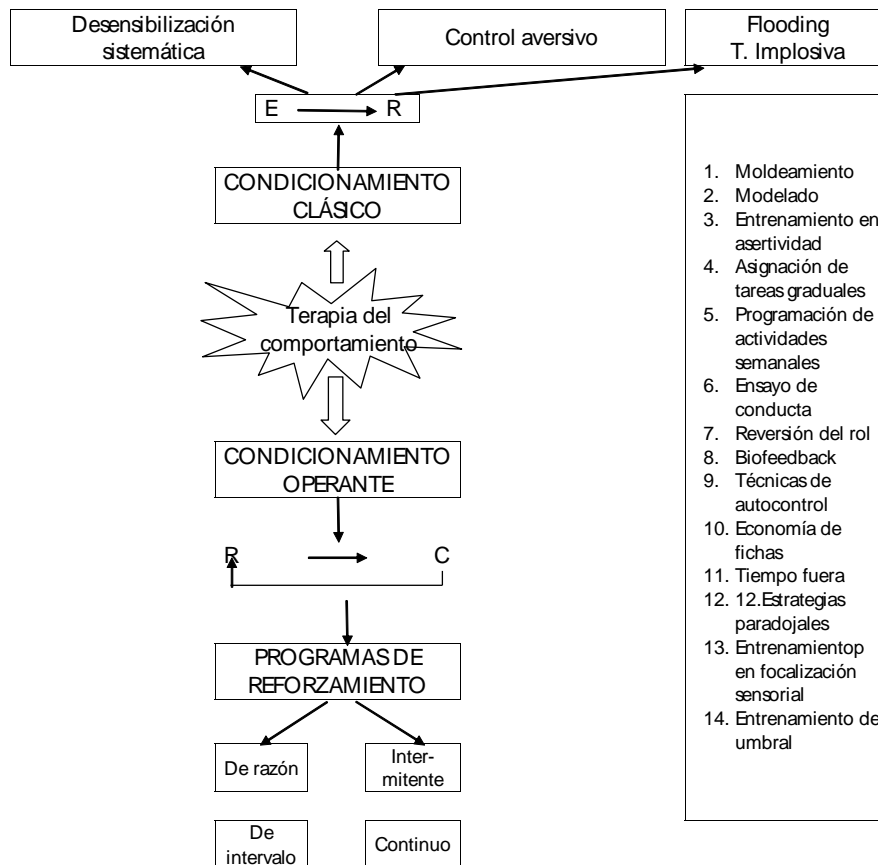 Desensibilización
sistemática
Control aversivo
Flooding
T. Implosiva
E R
CONDICIONAMIENTO
CLÁSICO
Terapia del
comportamiento
CONDICIONAMIENTO
OPERANTE
R C
PROGRAMAS DE
REFORZAMIENTO
De razón
Inter-
mitente
De
intervalo
Continuo
1. Moldeamiento
2. Modelado
3. Entrenamiento en
asertividad
4. Asignación de
tareas graduales
5. Programación de
actividades
semanales
6. Ensayo de
conducta
7. Reversión del rol
8. Biofeedback
9. Técnicas de
autocontrol
10. Economía de
fichas
11. Tiempo fuera
12. 12.Estrategias
paradojales
13. Entrenamientop
en focalización
sensorial
14. Entrenamiento de
umbral